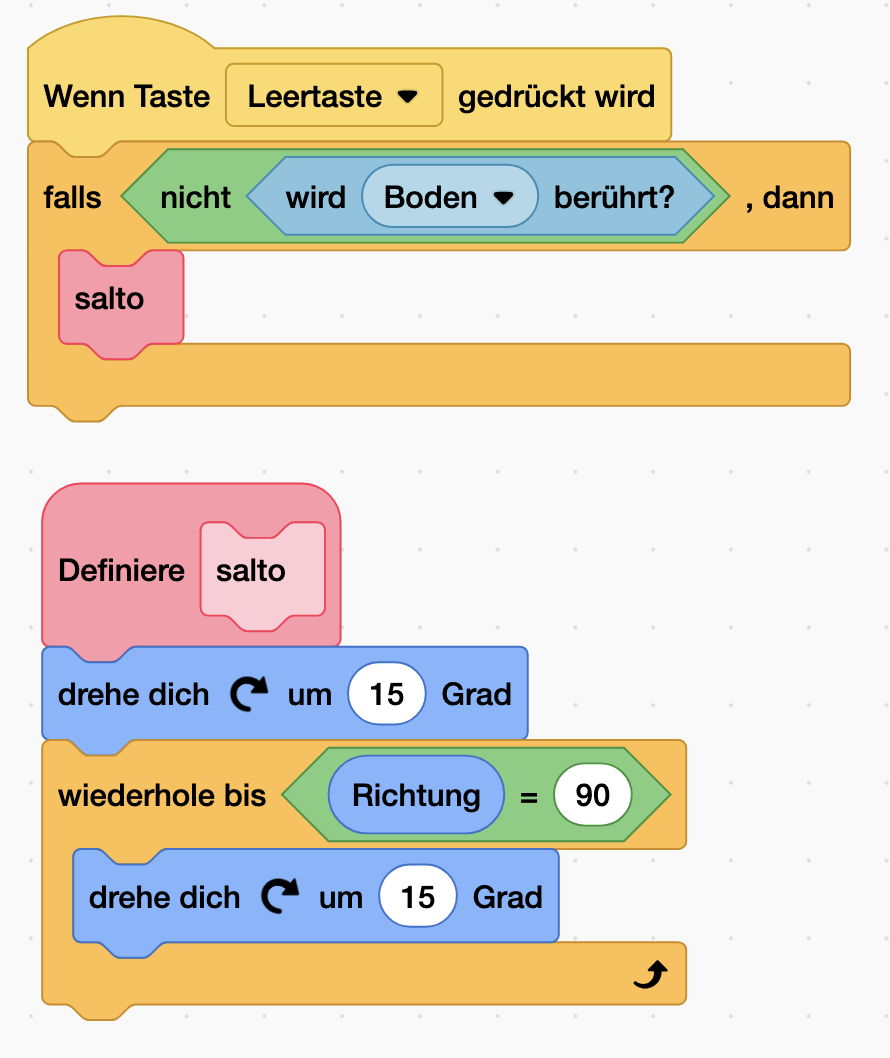 Wenn Taste Leertaste gedrückt wird
falls nicht wird Boden berührt? , dann
salto
Definiere salto
drehe dich um 15 Grad
wiederhole bis Richtung = 90
drehe dich um 15 Grad